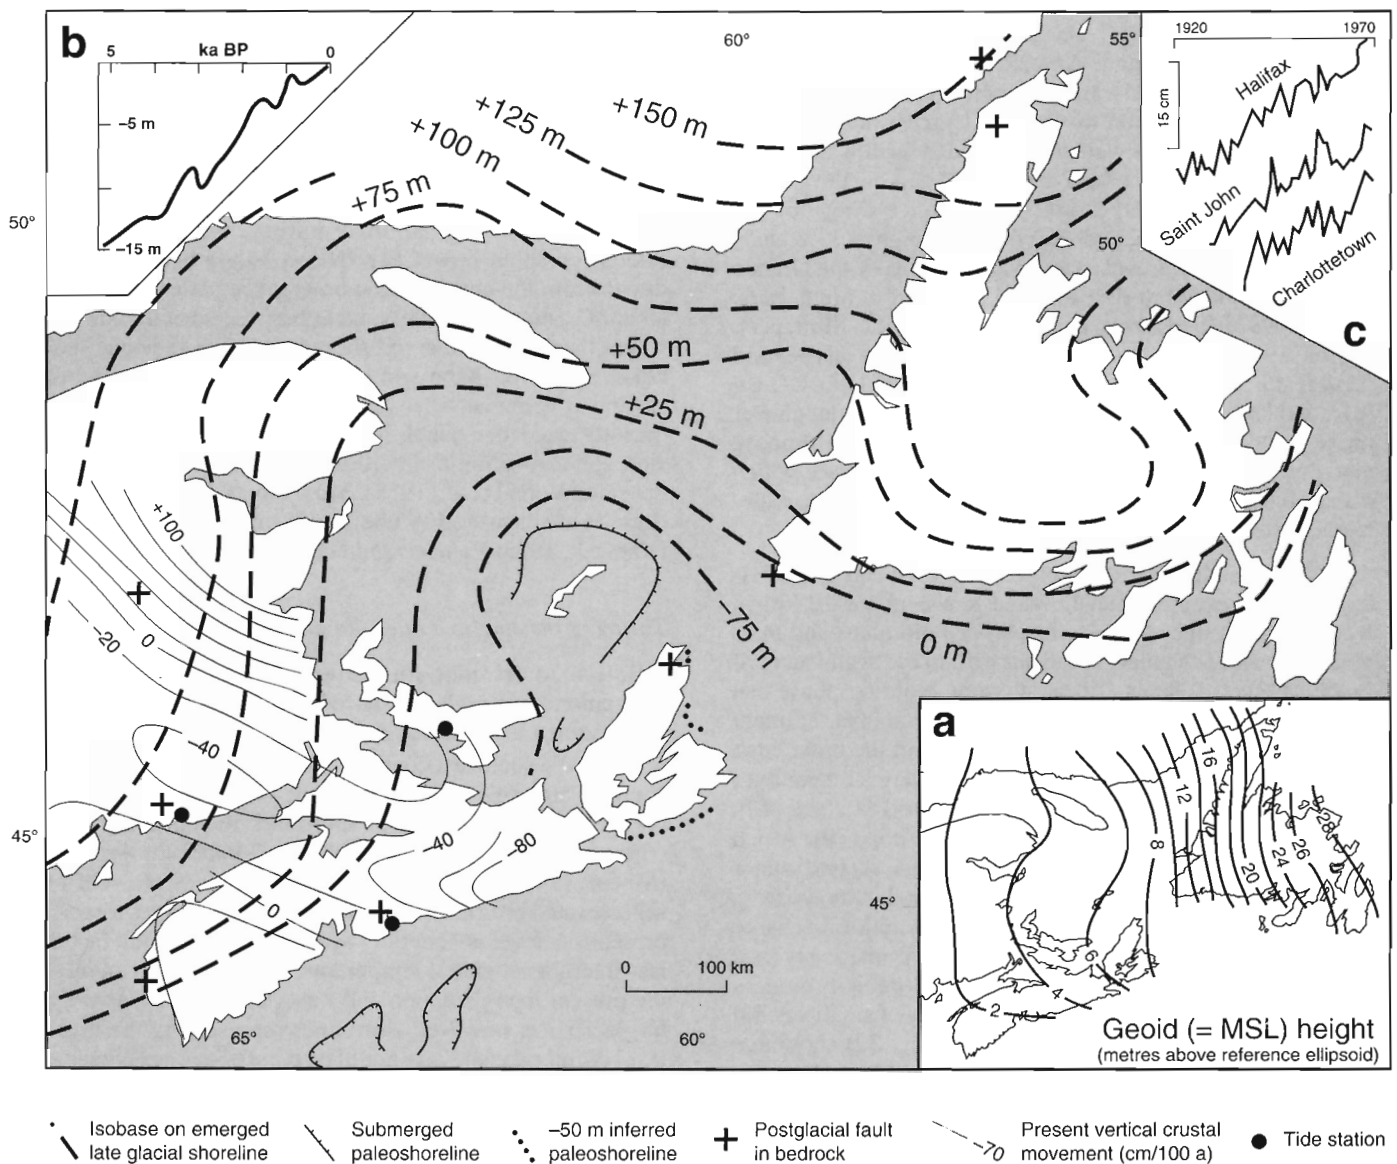 b
5 ka BP 0
−5 m
−15 m
60°
55°
50°
50°
45°
+150 m
+125 m
+100 m
+75 m
+50 m
+25 m
0 m
−75 m
+100
0
−20
−40
−40
−80
0
65°
60°
0 100 km
1920 1970
15 cm
Halifax
Saint John
Charlottetown
c
a
45°
16
12
8
20
24
26
28
6
4
2
0
Geoid (= MSL) height
(metres above reference ellipsoid)
Isobase on emerged
late glacial shoreline
Submerged
paleoshoreline
−50 m inferred
paleoshoreline
Postglacial fault
in bedrock
−70
Present vertical crustal
movement (cm/100 a)
Tide station